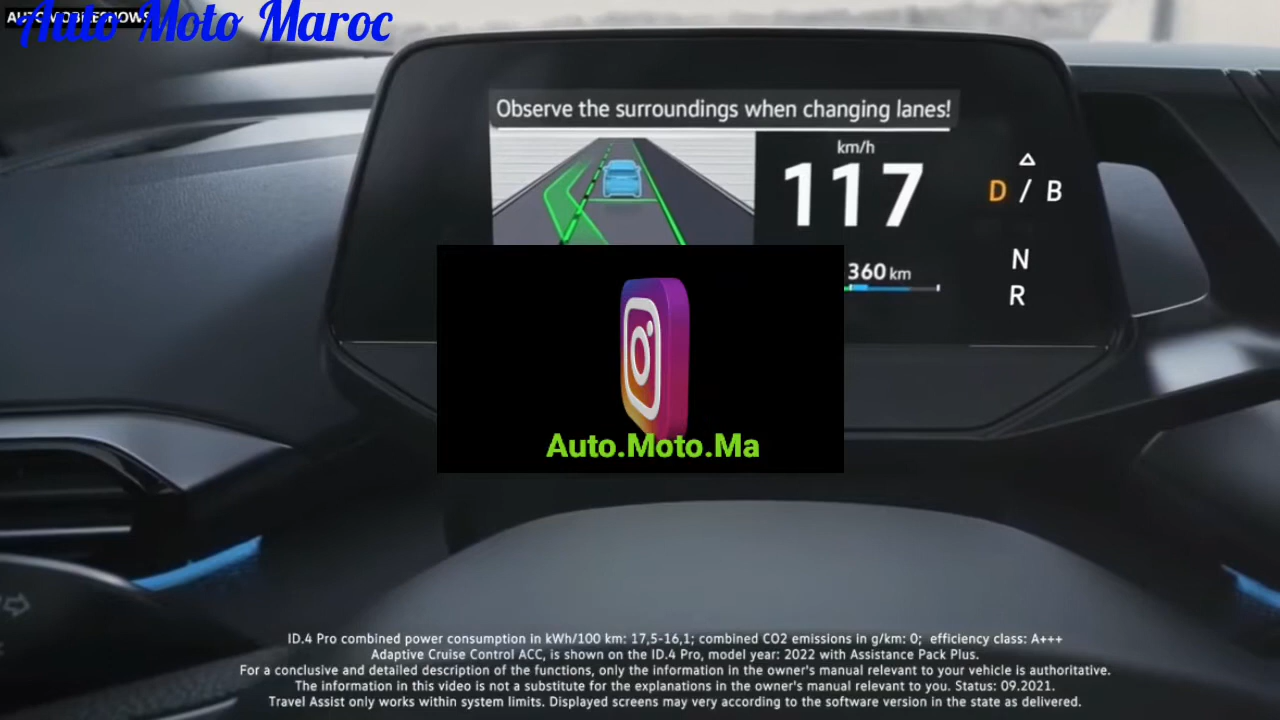 AUTOMOBILESHOWS
Auto Moto Maroc
Observe the surroundings when changing lanes!
km/h
117
D / B
360 km
N
R
Auto.Moto.Ma
ID.4 Pro combined power consumption in kWh/100 km: 17,5-16,1; combined CO2 emissions in g/km: 0; efficiency class: A+++
Adaptive Cruise Control ACC, is shown on the ID.4 Pro, model year: 2022 with Assistance Pack Plus.
For a conclusive and detailed description of the functions, only the information in the owner's manual relevant to your vehicle is authoritative.
The information in this video is not a substitute for the explanations in the owner's manual relevant to you. Status: 09.2021.
Travel Assist only works within system limits. Displayed screens may very according to the software version in the state as delivered.